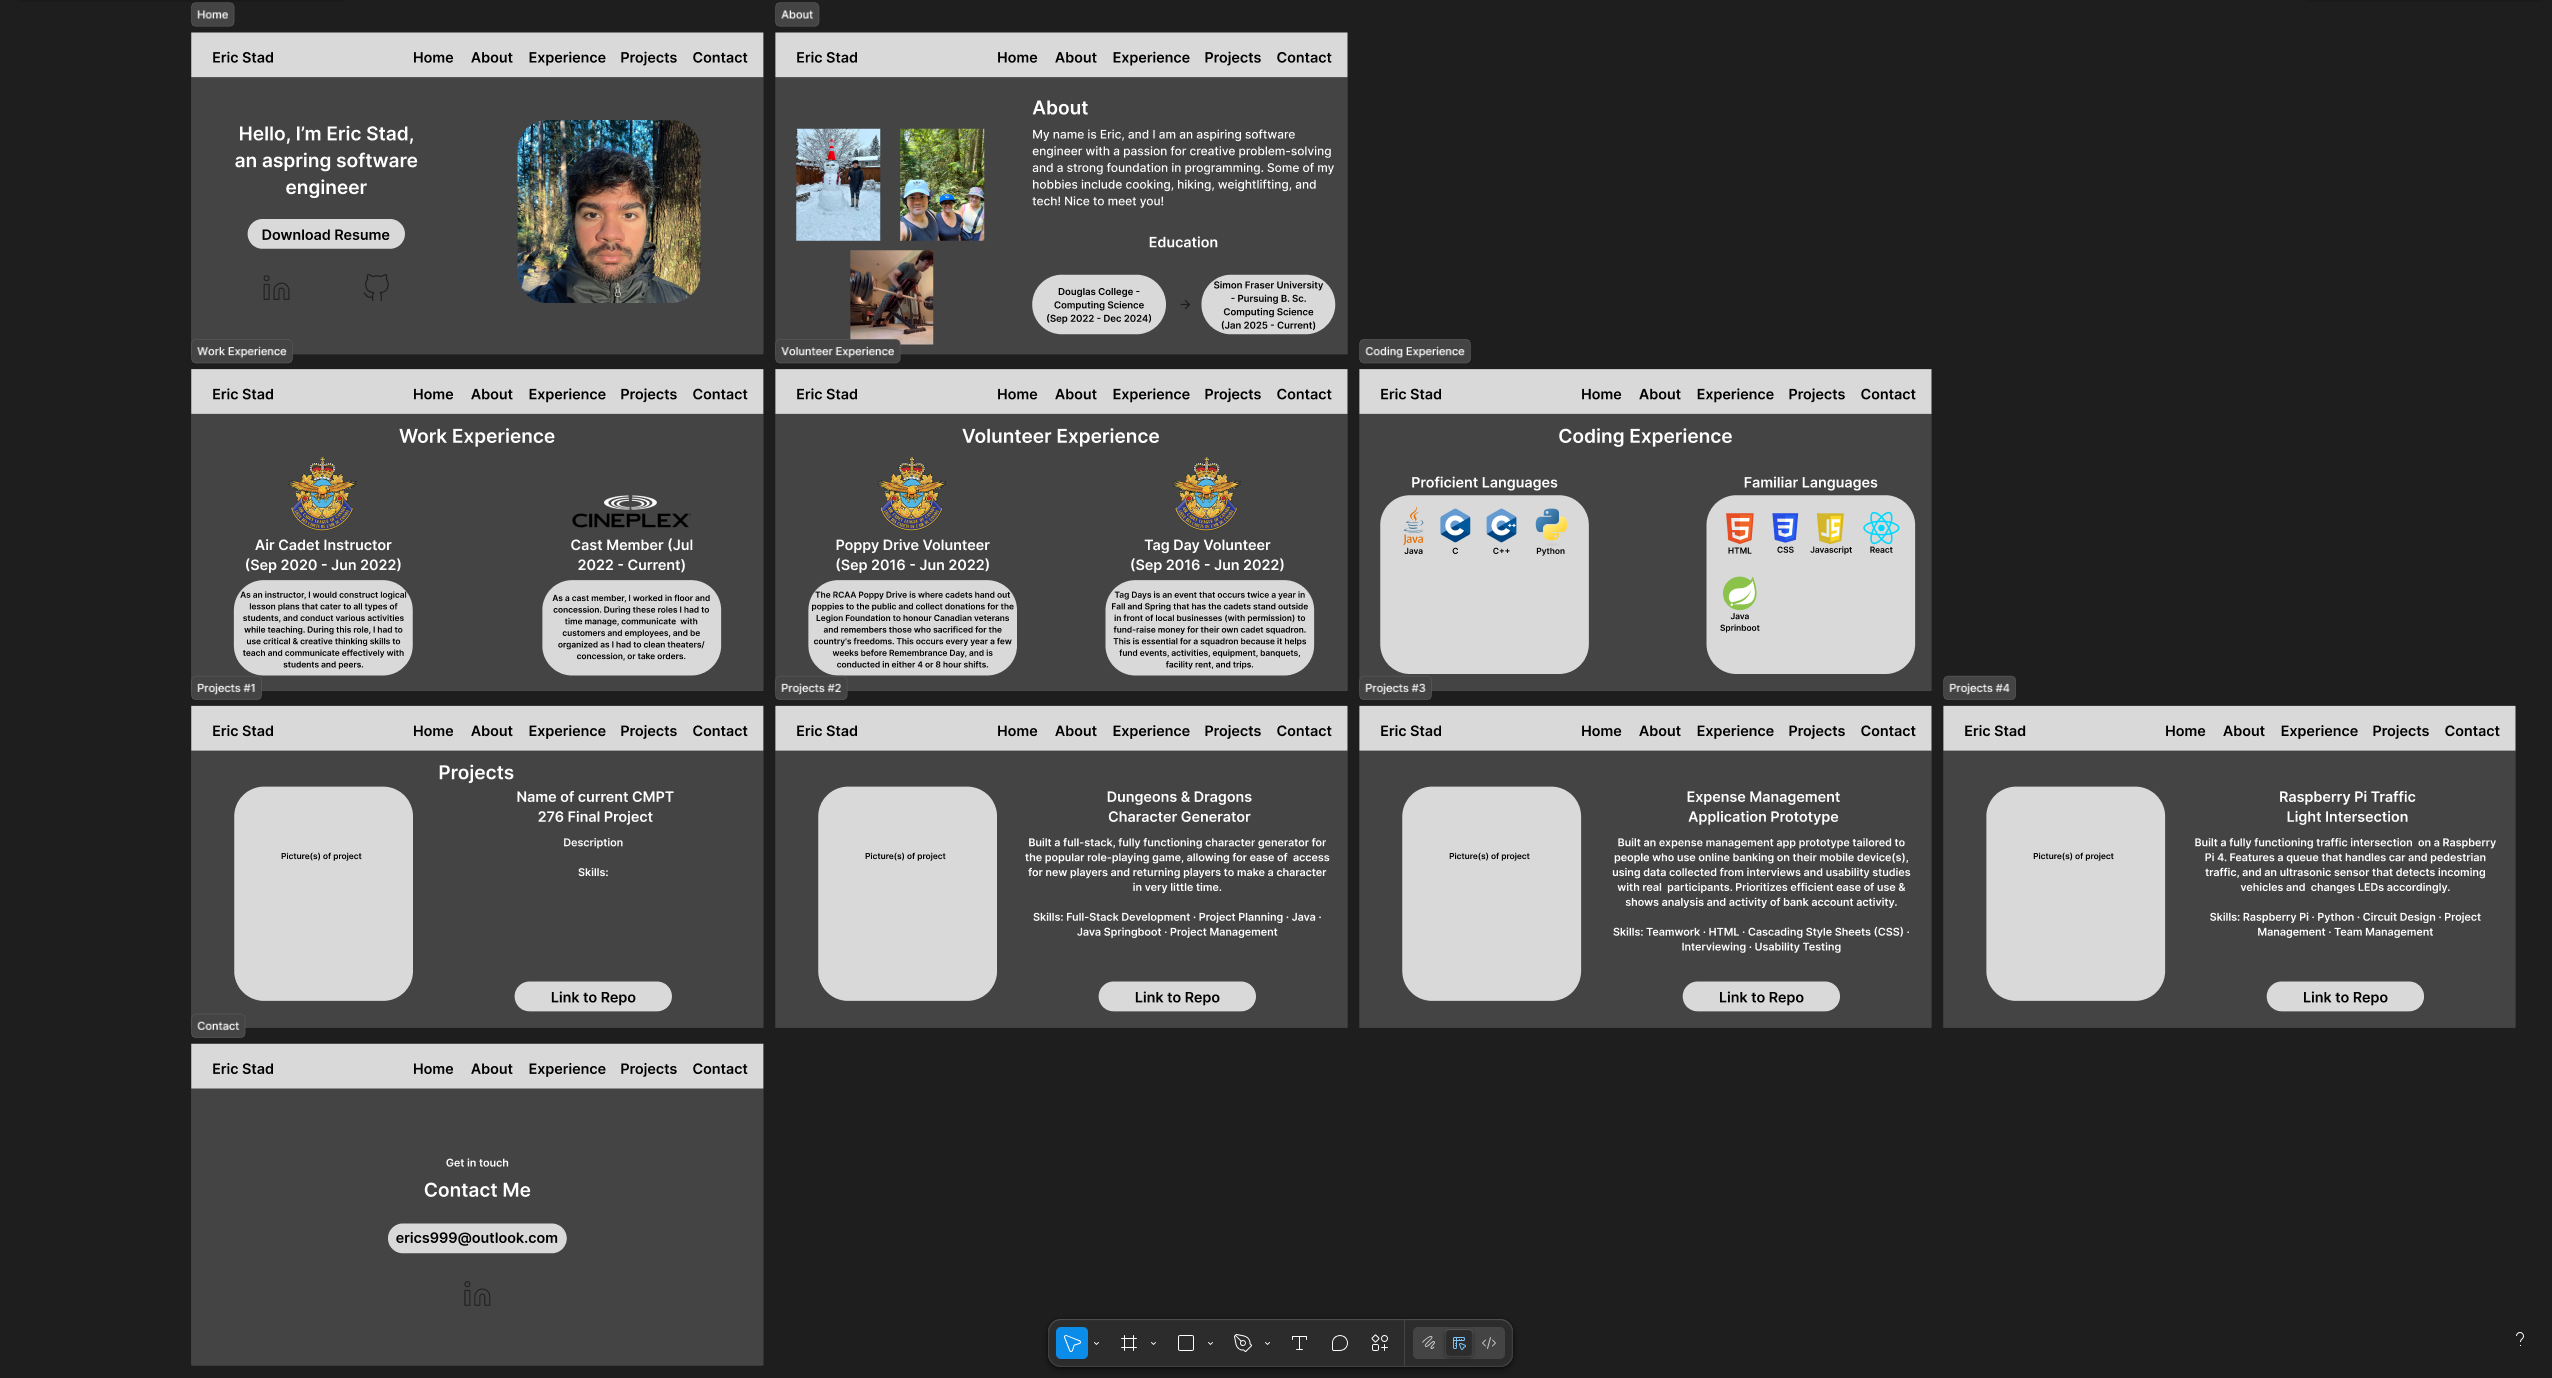 Home
Eric Stad
Home About Experience Projects Contact
Hello, I'm Eric Stad,
an aspring software
engineer
Download Resume
in
About
Eric Stad
Home About Experience Projects Contact
About
My name is Eric, and I am an aspiring software
engineer with a passion for creative problem-solving
and a strong foundation in programming. Some of my
hobbies include cooking, hiking, weightlifting, and
tech! Nice to meet you!
Education
Douglas College -
Computing Science
(Sep 2022 - Dec 2024)
Simon Fraser University
- Pursuing B. Sc.
Computing Science
(Jan 2025 - Current)
Work Experience
Eric Stad
Home About Experience Projects Contact
Work Experience
Air Cadet Instructor
(Sep 2020 - Jun 2022)
As an instructor, I would construct logical
lesson plans that cater to all types of
students, and conduct various activities
while teaching. During this role, I had to
use critical & creative thinking skills to
teach and communicate effectively with
students and peers.
CINEPLEX
Cast Member (Jul
2022 - Current)
As a cast member, I worked in floor and
concession. During these roles I had to
time manage, communicate with
customers and employees, and be
organized as I had to clean theaters/
concession, or take orders.
Volunteer Experience
Eric Stad
Home About Experience Projects Contact
Volunteer Experience
Poppy Drive Volunteer
(Sep 2016 - Jun 2022)
The RCAA Poppy Drive is where cadets hand out
poppies to the public and collect donations for the
Legion Foundation to honour Canadian veterans
and remembers those who sacrificed for the
country's freedoms. This occurs every year a few
weeks before Remembrance Day, and is
conducted in either 4 or 8 hour shifts.
Tag Day Volunteer
(Sep 2016 - Jun 2022)
Tag Days is an event that occurs twice a year in
Fall and Spring that has the cadets stand outside
in front of local businesses (with permission) to
fund-raise money for their own cadet squadron.
This is essential for a squadron because it helps
fund events, activities, equipment, banquets,
facility rent, and trips.
Coding Experience
Eric Stad
Home About Experience Projects Contact
Coding Experience
Proficient Languages
Java
C
C++
Java C C++ Python
Familiar Languages
5
3
JS
HTML CSS Javascript React
Java
Sprinboot
Projects #1
Eric Stad
Home About Experience Projects Contact
Projects
Picture(s) of project
Name of current CMPT
276 Final Project
Description
Skills:
Link to Repo
Projects #2
Eric Stad
Home About Experience Projects Contact
Picture(s) of project
Dungeons & Dragons
Character Generator
Built a full-stack, fully functioning character generator for
the popular role-playing game, allowing for ease of access
for new players and returning players to make a character
in very little time.
Skills: Full-Stack Development · Project Planning · Java ·
Java Springboot · Project Management
Link to Repo
Projects #3
Eric Stad
Home About Experience Projects Contact
Picture(s) of project
Expense Management
Application Prototype
Built an expense management app prototype tailored to
people who use online banking on their mobile device(s),
using data collected from interviews and usability studies
with real participants. Prioritizes efficient ease of use &
shows analysis and activity of bank account activity.
Skills: Teamwork · HTML · Cascading Style Sheets (CSS) ·
Interviewing · Usability Testing
Link to Repo
Projects #4
Eric Stad
Home About Experience Projects Contact
Picture(s) of project
Raspberry Pi Traffic
Light Intersection
Built a fully functioning traffic intersection on a Raspberry
Pi 4. Features a queue that handles car and pedestrian
traffic, and an ultrasonic sensor that detects incoming
vehicles and changes LEDs accordingly.
Skills: Raspberry Pi · Python · Circuit Design · Project
Management · Team Management
Link to Repo
Contact
Eric Stad
Home About Experience Projects Contact
Get in touch
Contact Me
erics999@outlook.com
in
?